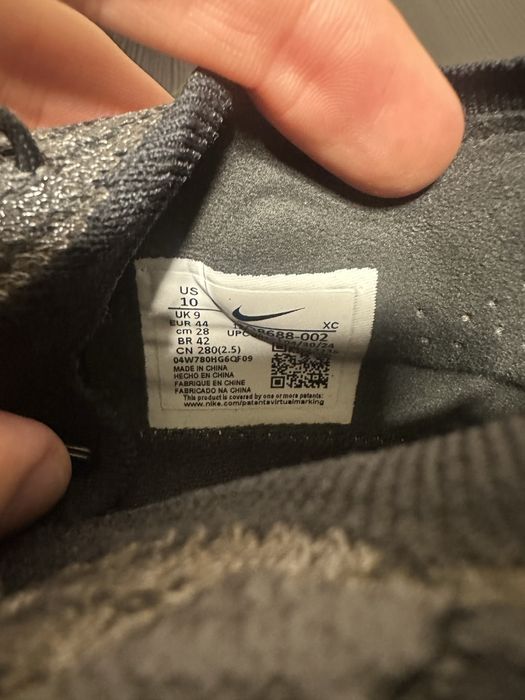 US
10
UK 9
EUR 44
cm 28
BR 42
CN 280(2.5)
04W780HG6QF09
XC
MADE IN CHINA
HECHO EN CHINA
FABRIQUE EN CHINE
FABRICADO NA CHINA
This product is covered by one or more patents:
www.nike.com/patentsvirtualmarking